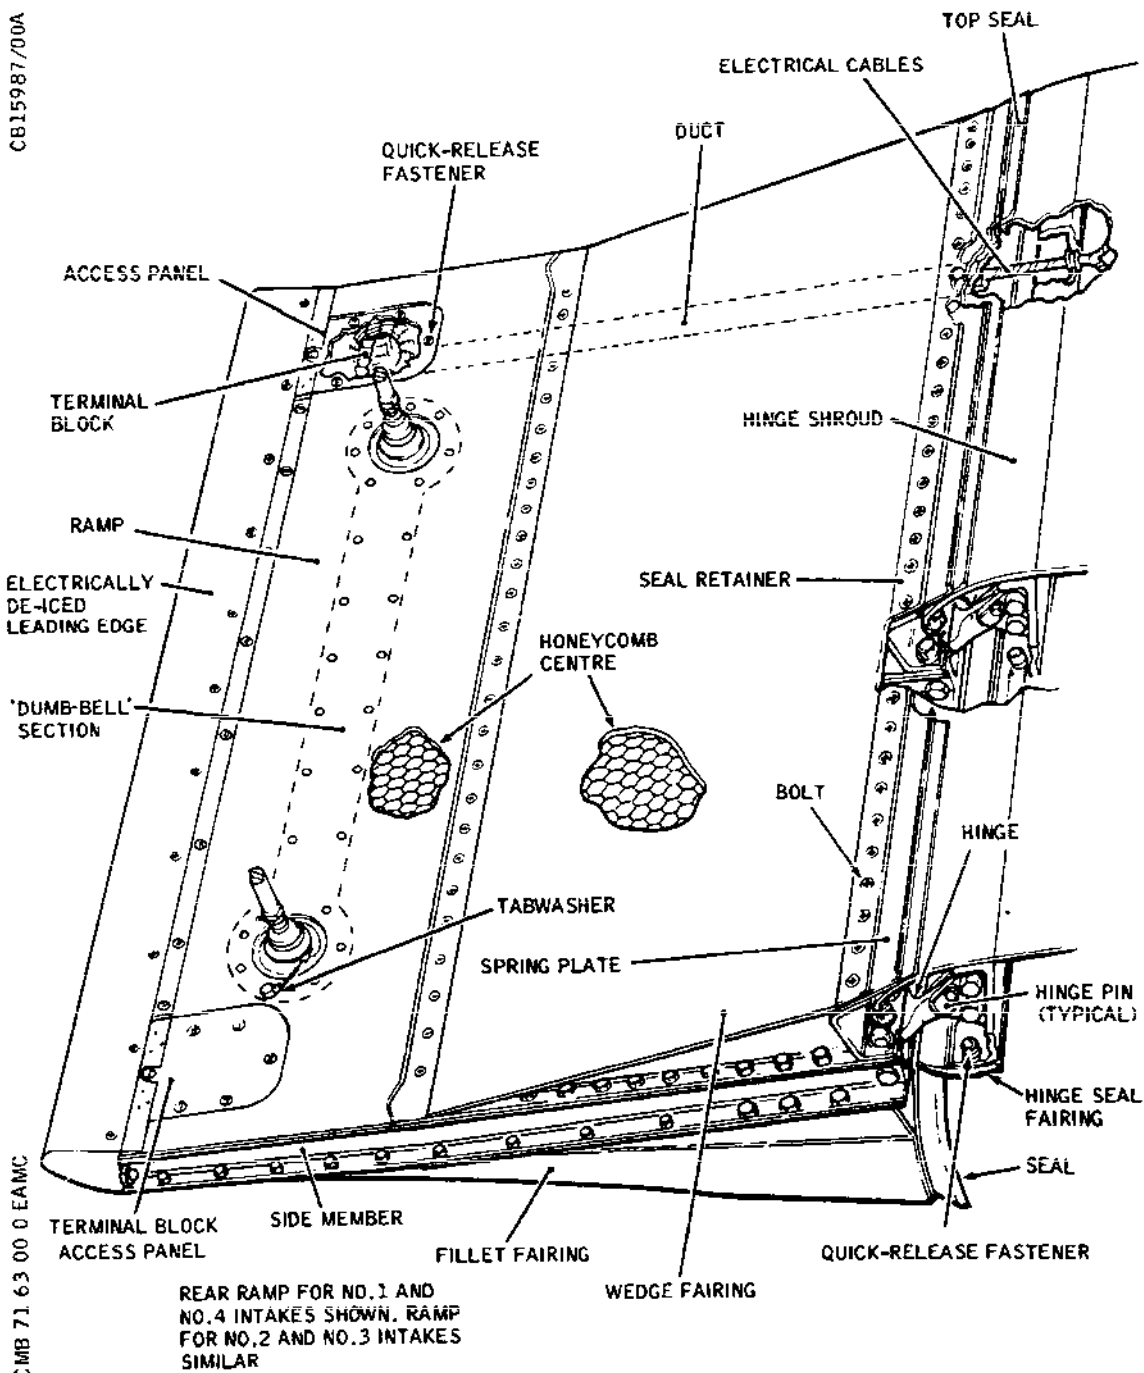 CB15987/00A
TOP SEAL
ELECTRICAL CABLES
DUCT
QUICK-RELEASE
FASTENER
ACCESS PANEL
TERMINAL
BLOCK
HINGE SHROUD
RAMP
ELECTRICALLY
DE-ICED
LEADING EDGE
SEAL RETAINER
HONEYCOMB
CENTRE
'DUMB-BELL'
SECTION
BOLT
HINGE
TABWASHER
SPRING PLATE
HINGE PIN
(TYPICAL)
HINGE SEAL
FAIRING
SEAL
TERMINAL BLOCK
ACCESS PANEL
SIDE MEMBER
FILLET FAIRING
WEDGE FAIRING
QUICK-RELEASE FASTENER
REAR RAMP FOR NO.1 AND
NO.4 INTAKES SHOWN. RAMP
FOR NO.2 AND NO.3 INTAKES
SIMILAR
CMB 71 63 00 0 EAMC